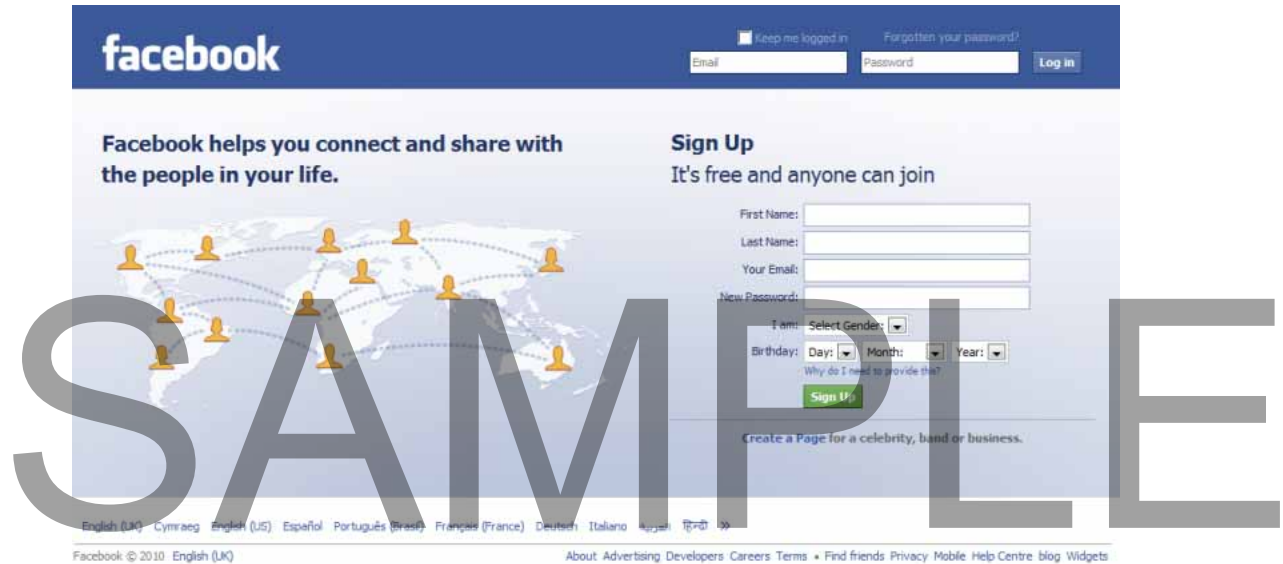 facebook
Keep me logged in Forgotten your password?
Email Password Log in
Facebook helps you connect and share with
the people in your life.
Sign Up
It's free and anyone can join
First Name:
Last Name:
Your Email:
New Password:
I am: Select Gender:
Birthday: Day: Month: Year:
Why do I need to provide this?
Sign Up
Create a Page for a celebrity, band or business.
SAMPLE
English (UK) Cymraeg English (US) Español Português (Brasil) Français (France) Deutsch Italiano العربية हिन्दी »
Facebook © 2010 English (UK) About Advertising Developers Careers Terms • Find friends Privacy Mobile Help Centre blog Widgets